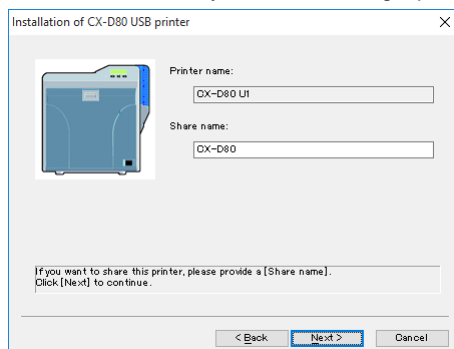 Installation of CX-D80 USB printer
Printer name:
CX-D80 U1
Share name:
CX-D80
If you want to share this printer, please provide a [Share name].
Click [Next] to continue.
< Back
Next >
Cancel